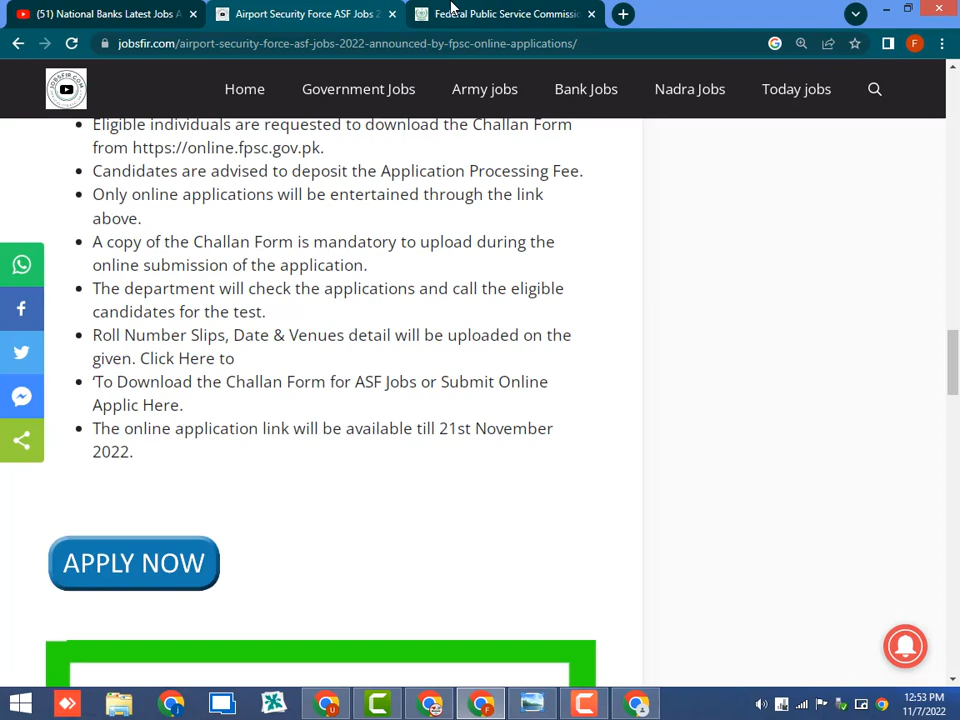 (51) National Banks Latest Jobs A
Airport Security Force ASF Jobs 2
Federal Public Service Commissi
jobsfir.com/airport-security-force-asf-jobs-2022-announced-by-fpsc-online-applications/
F
JOBSFIR.COM
Home
Government Jobs
Army jobs
Bank Jobs
Nadra Jobs
Today jobs
• Eligible individuals are requested to download the Challan Form
from https://online.fpsc.gov.pk.
• Candidates are advised to deposit the Application Processing Fee.
• Only online applications will be entertained through the link
above.
• A copy of the Challan Form is mandatory to upload during the
online submission of the application.
• The department will check the applications and call the eligible
candidates for the test.
• Roll Number Slips, Date & Venues detail will be uploaded on the
given. Click Here to
• ‘To Download the Challan Form for ASF Jobs or Submit Online
Applic Here.
• The online application link will be available till 21st November
2022.
APPLY NOW
12:53 PM
11/7/2022